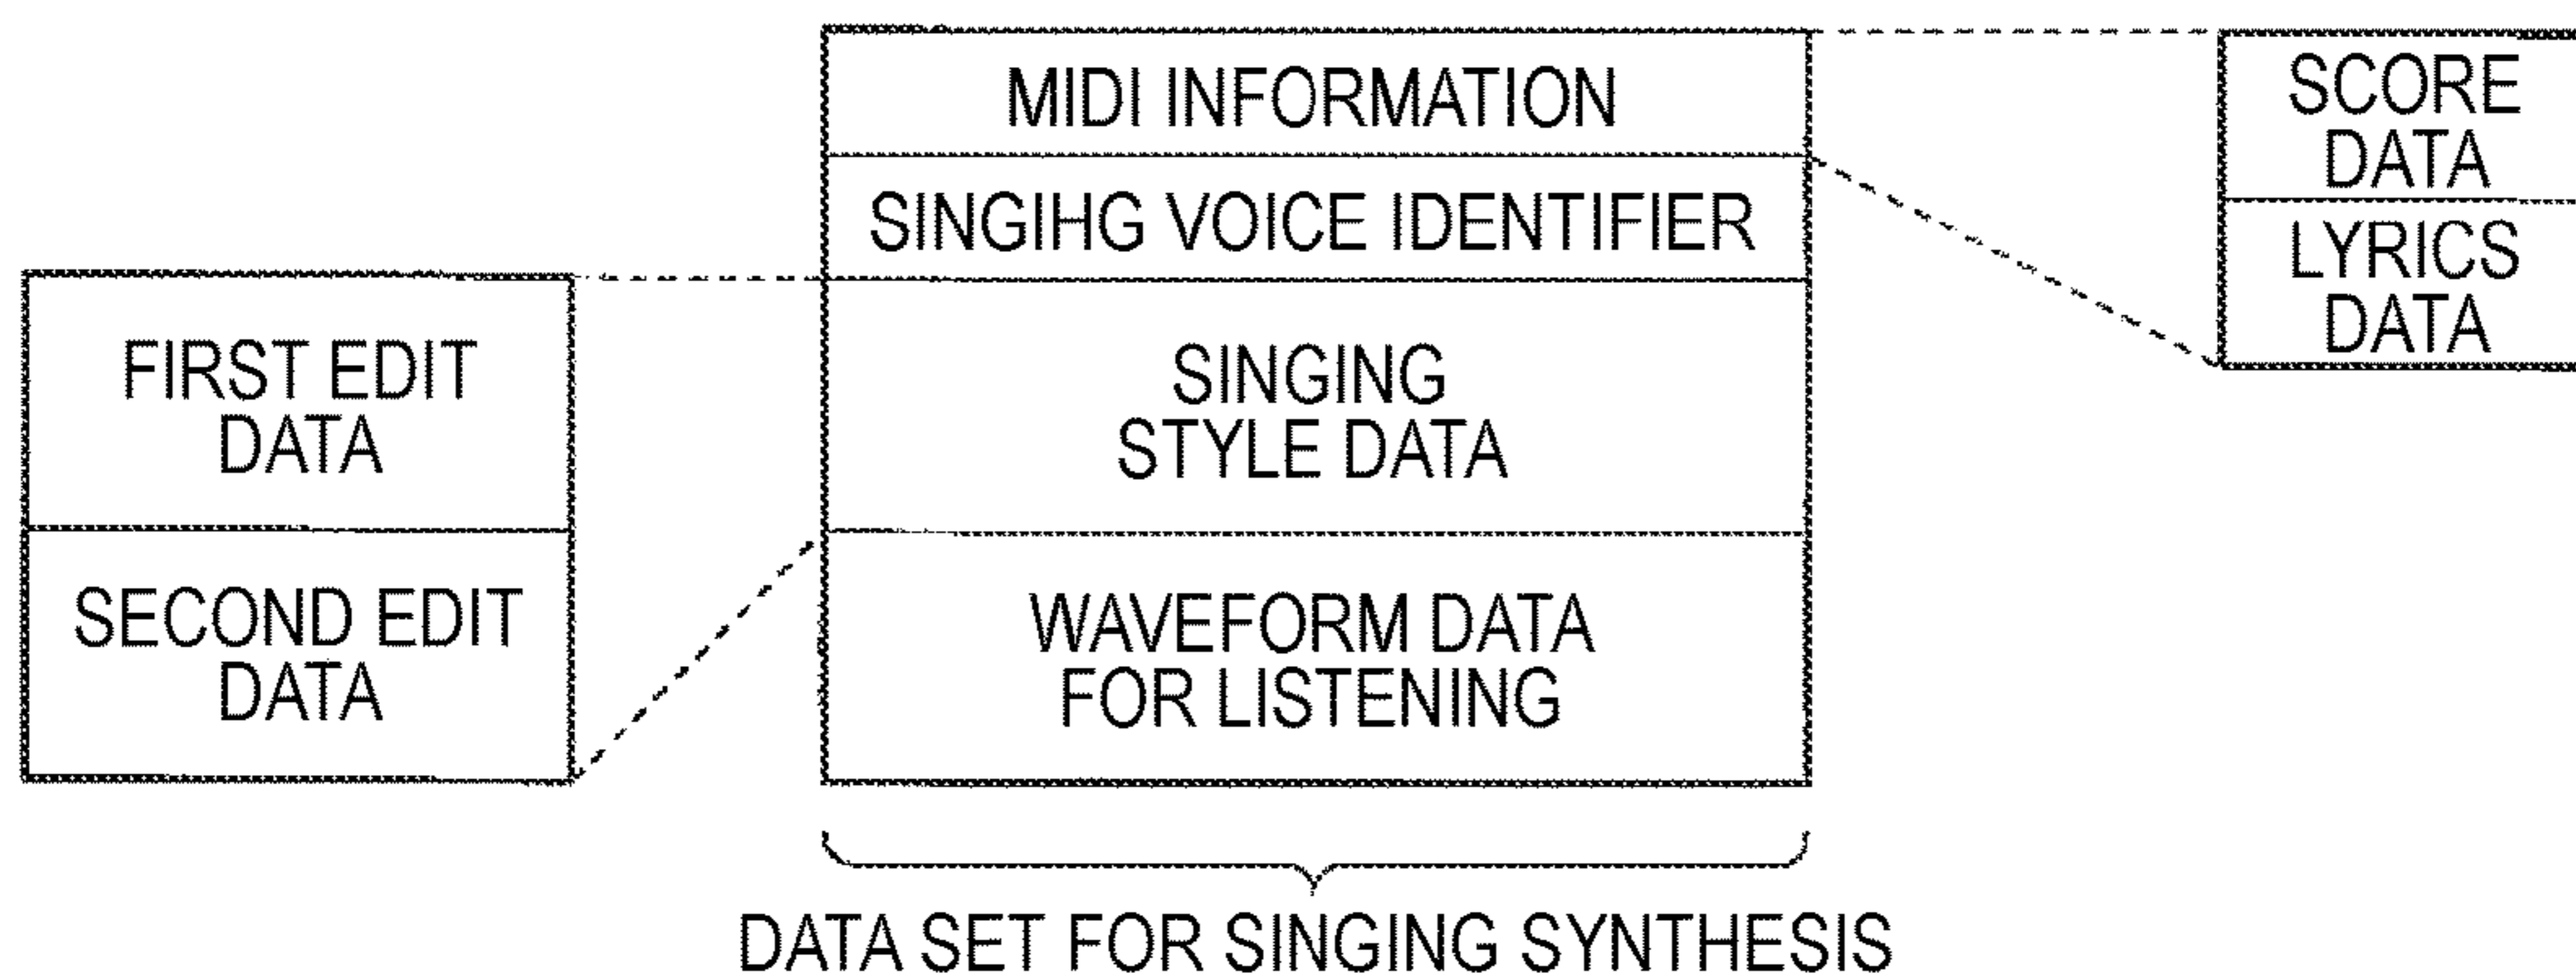 MIDI INFORMATION
SINGIHG VOICE IDENTIFIER
SINGING
STYLE DATA
WAVEFORM DATA
FOR LISTENING
FIRST EDIT
DATA
SECOND EDIT
DATA
SCORE
DATA
LYRICS
DATA
DATA SET FOR SINGING SYNTHESIS